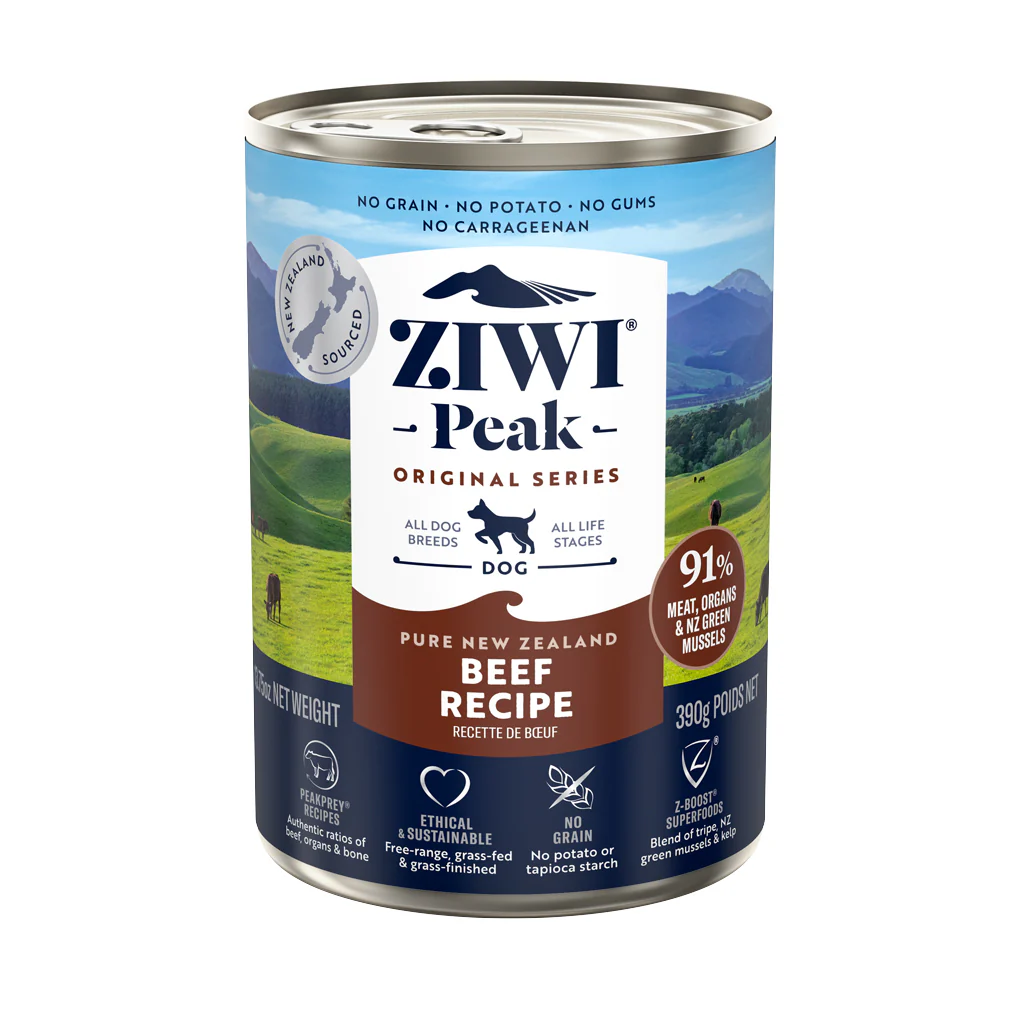 NO GRAIN · NO POTATO · NO GUMS
NO CARRAGEENAN
NEW ZEALAND
SOURCED
ZIWI®
Peak
ORIGINAL SERIES
ALL DOG
BREEDS
ALL LIFE
STAGES
DOG
91%
MEAT, ORGANS
& NZ GREEN
MUSSELS
PURE NEW ZEALAND
BEEF
RECIPE
RECETTE DE BŒUF
NET WEIGHT
390g POIDS NET
PEAKPREY®
RECIPES
Authentic ratios of
beef, organs & bone
ETHICAL
& SUSTAINABLE
Free-range, grass-fed
& grass-finished
NO
GRAIN
No potato or
tapioca starch
Z®
Z-BOOST®
SUPERFOODS
Blend of tripe, NZ
green mussels & kelp